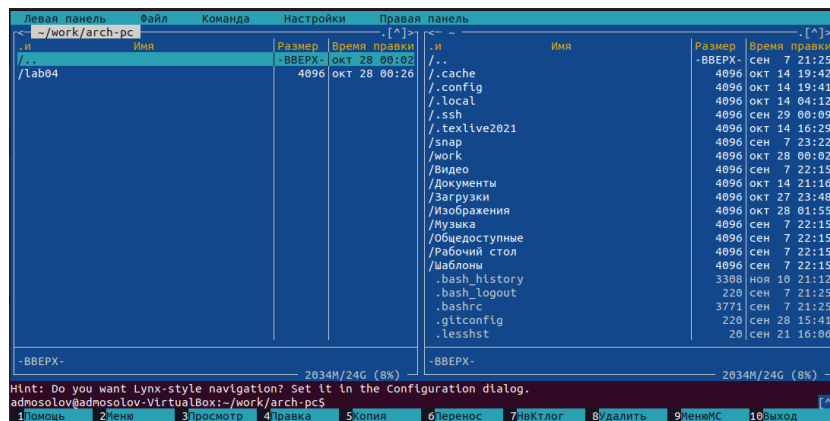 Левая панель Файл Команда Настройки Правая панель
<— ~/work/arch-pc .[^]> <— ~ .[^]>
.и Имя Размер Время правки .и Имя Размер Время правки
/.. -ВВЕРХ- окт 28 00:02 /.. -ВВЕРХ- сен 7 21:25
/lab04 4096 окт 28 00:26 /.cache 4096 окт 14 19:42
/.config 4096 окт 14 19:41
/.local 4096 окт 14 04:12
/.ssh 4096 сен 29 00:09
/.texlive2021 4096 окт 14 16:29
/snap 4096 сен 7 23:22
/work 4096 окт 28 00:02
/Видео 4096 сен 7 22:15
/Документы 4096 окт 14 21:16
/Загрузки 4096 окт 27 23:48
/Изображения 4096 окт 28 01:55
/Музыка 4096 сен 7 22:15
/Общедоступные 4096 сен 7 22:15
/Рабочий стол 4096 сен 7 22:15
/Шаблоны 4096 сен 7 22:15
.bash_history 3308 ноя 10 21:12
.bash_logout 220 сен 7 21:25
.bashrc 3771 сен 7 21:25
.gitconfig 220 сен 28 15:41
.lesshst 20 сен 21 16:06
-ВВЕРХ- -ВВЕРХ-
2034M/24G (8%) 2034M/24G (8%)
Hint: Do you want Lynx-style navigation? Set it in the Configuration dialog.
admosolov@admosolov-VirtualBox:~/work/arch-pc$ [^
1Помощь 2Меню 3Просмотр 4Правка 5Копия 6Перенос 7НвКтлог 8Удалить 9МенюМС 10Выход